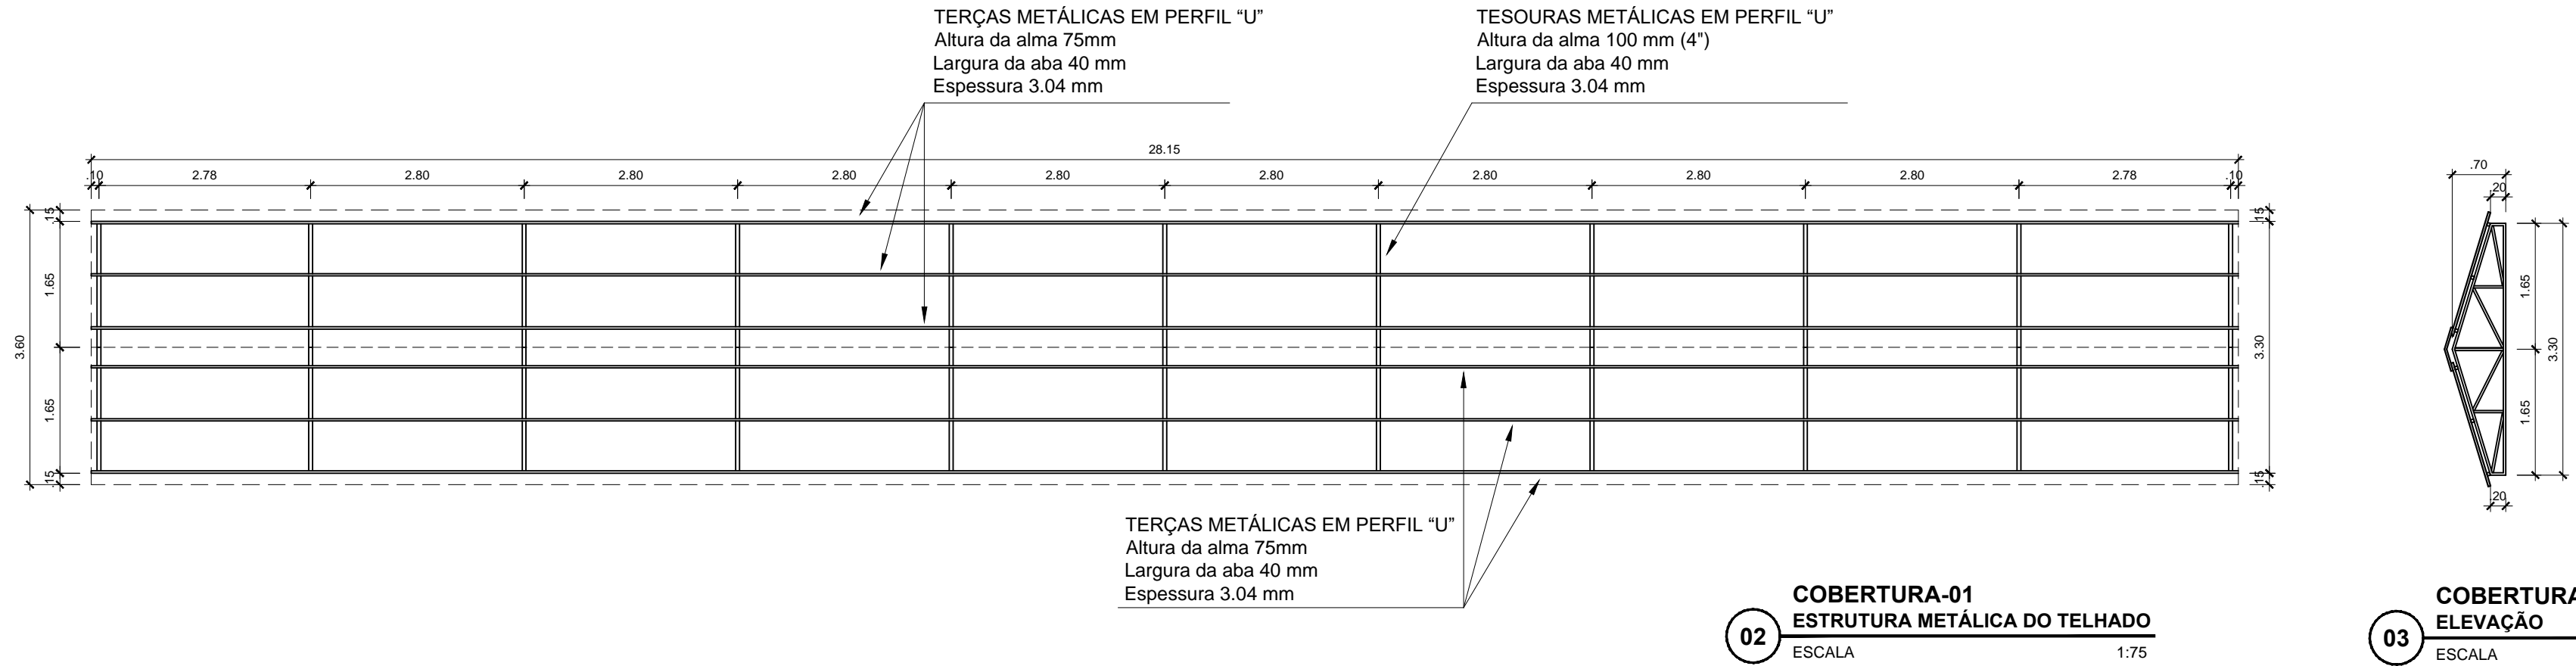 TERÇAS METÁLICAS EM PERFIL “U”
Altura da alma 75mm
Largura da aba 40 mm
Espessura 3.04 mm
TESOURAS METÁLICAS EM PERFIL “U”
Altura da alma 100 mm (4")
Largura da aba 40 mm
Espessura 3.04 mm
28.15
.10 2.78 2.80 2.80 2.80 2.80 2.80 2.80 2.80 2.80 2.78 .10
.15
1.65
3.60
1.65
.15
.15
3.30
.15
.70
.20
1.65
3.30
1.65
.20
TERÇAS METÁLICAS EM PERFIL “U”
Altura da alma 75mm
Largura da aba 40 mm
Espessura 3.04 mm
02
COBERTURA-01
ESTRUTURA METÁLICA DO TELHADO
ESCALA 1:75
03
COBERTURA
ELEVAÇÃO
ESCALA